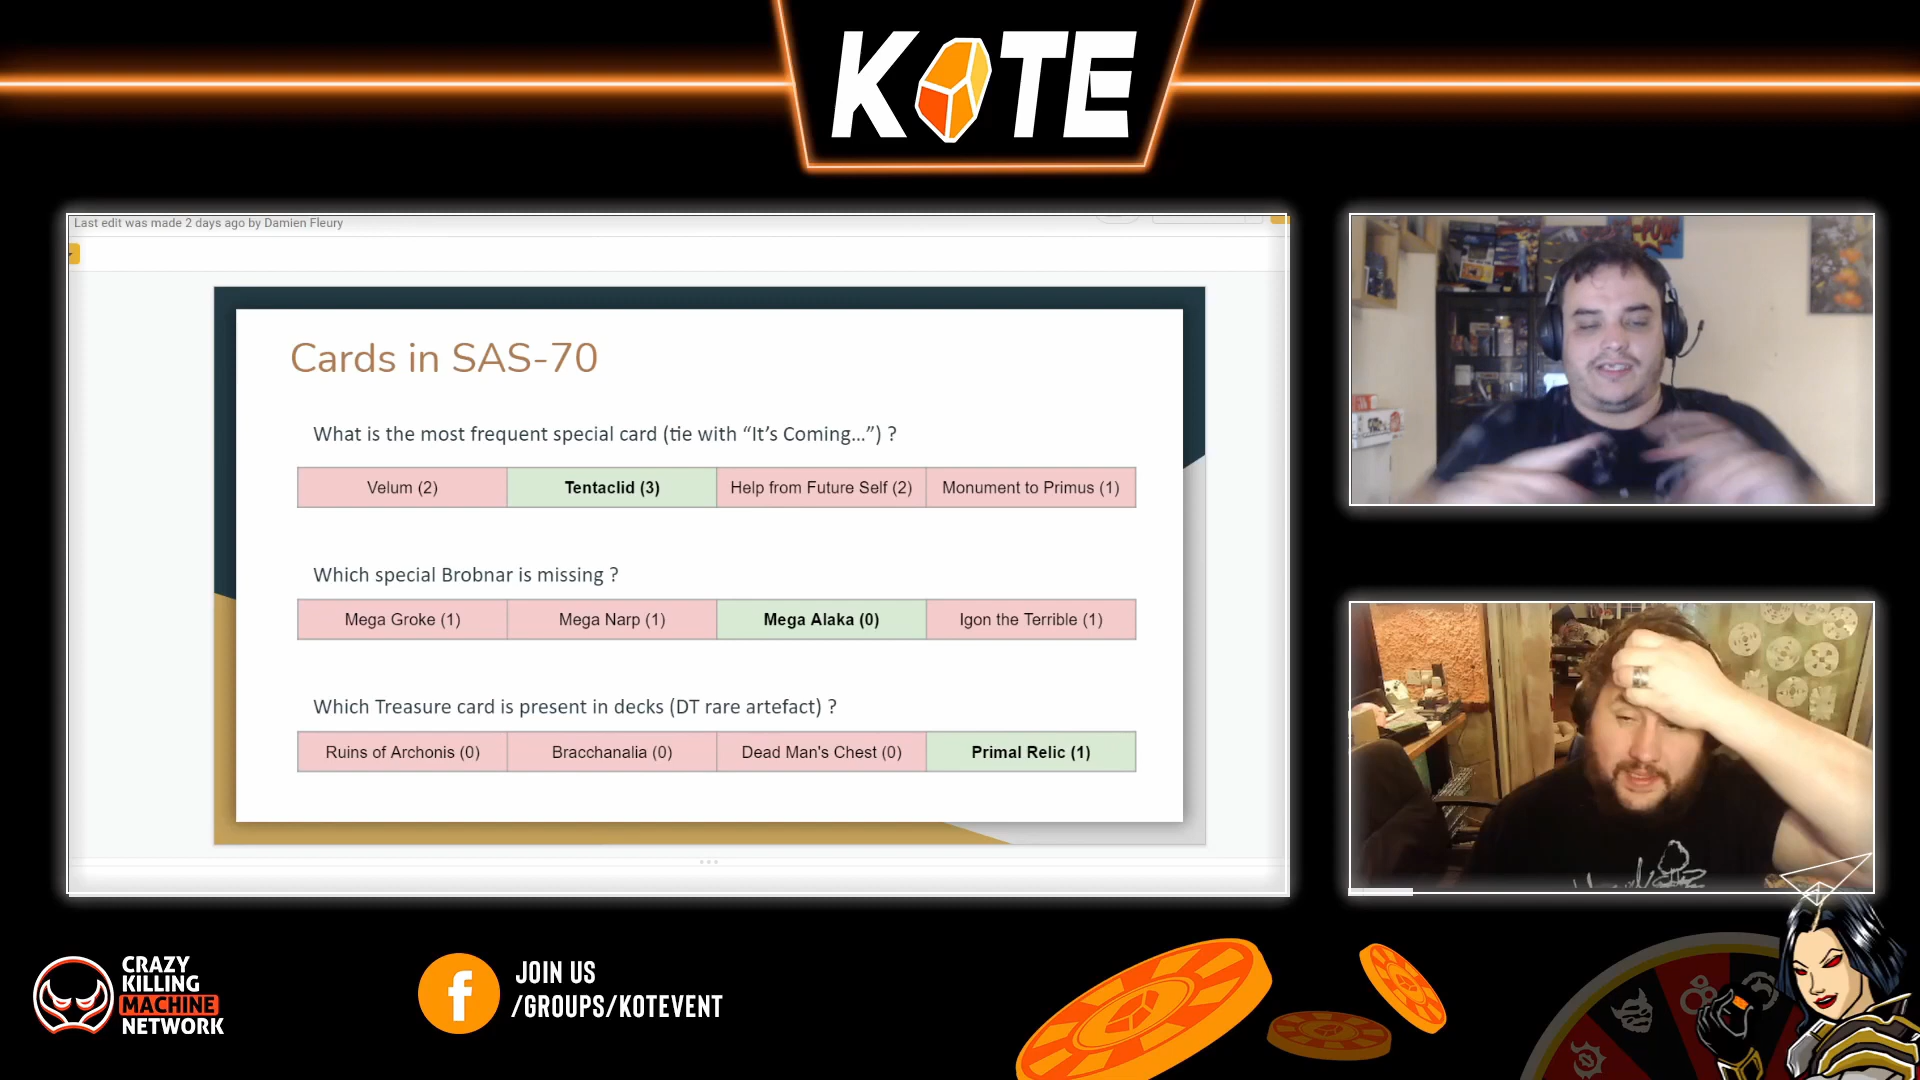 KOTE
Last edit was made 2 days ago by Damien Fleury
Cards in SAS-70
What is the most frequent special card (tie with “It’s Coming...”) ?
Velum (2)
Tentaclid (3)
Help from Future Self (2)
Monument to Primus (1)
Which special Brobnar is missing ?
Mega Groke (1)
Mega Narp (1)
Mega Alaka (0)
Igon the Terrible (1)
Which Treasure card is present in decks (DT rare artefact) ?
Ruins of Archonis (0)
Bracchanalia (0)
Dead Man's Chest (0)
Primal Relic (1)
POW
CRAZY
KILLING
MACHINE
NETWORK
f
JOIN US
/GROUPS/KOTEVENT